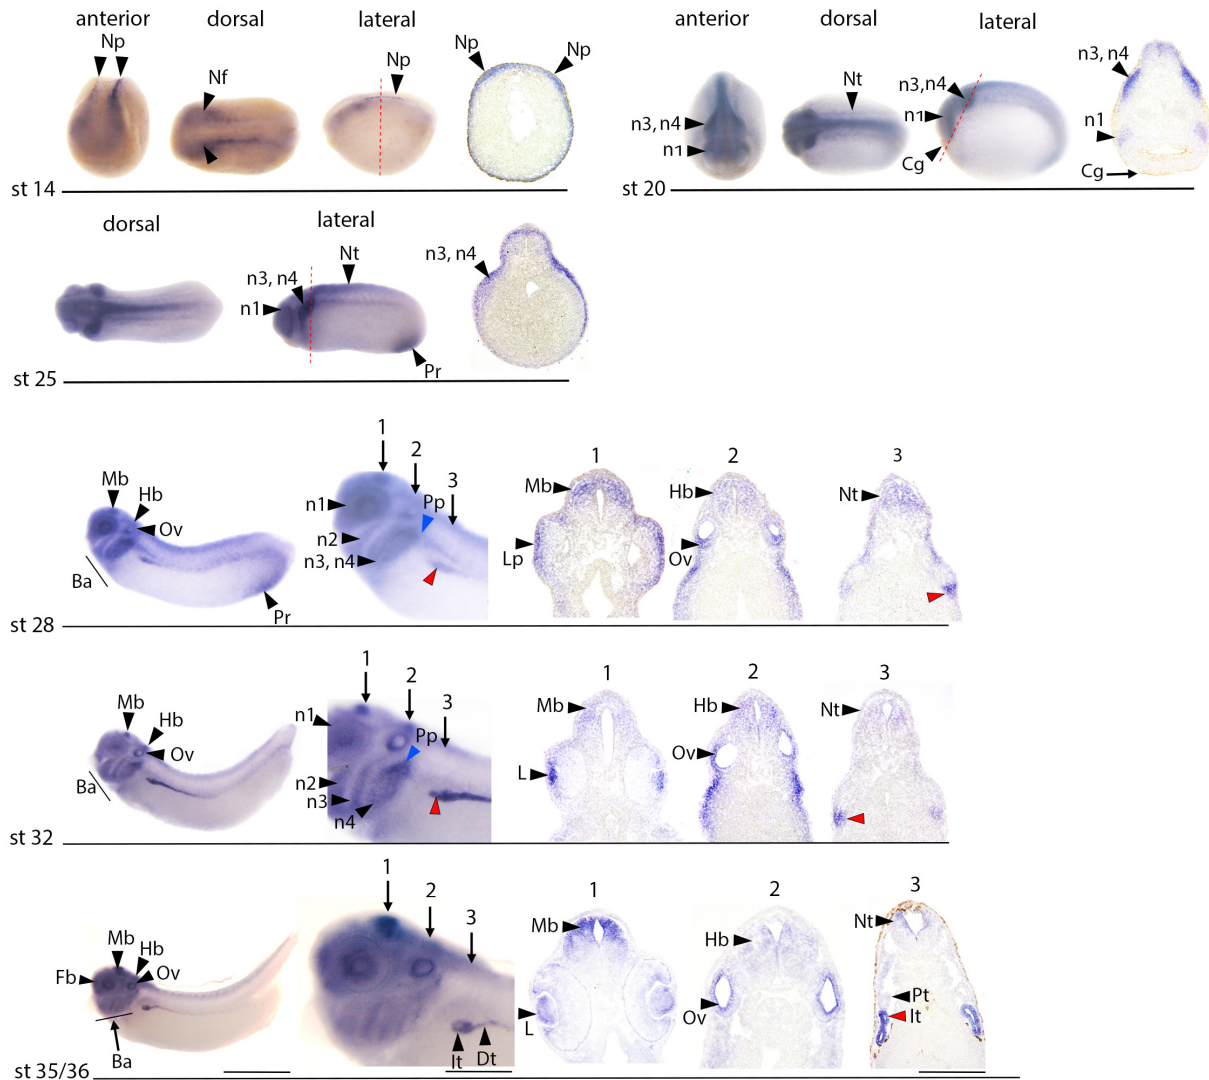 anterior dorsal lateral
Np
Nf
Np
Np Np
st 14
anterior dorsal lateral
n3, n4
n1
Nt
n3, n4
n1
Cg
n3, n4
n1
Cg
st 20
dorsal lateral
n3, n4
Nt
n1
Pr
n3, n4
st 25
Mb
Hb
Ov
Ba
Pr
1
2
3
Pp
n1
n2
n3, n4
1 2 3
Mb
Lp
Hb
Ov
Nt
st 28
Mb
Hb
Ov
Ba
1
2
3
n1
Pp
n2
n3
n4
1 2 3
Mb
L
Hb
Ov
Nt
st 32
Mb
Hb
Fb
Ov
Ba
1
2
3
It Dt
1 2 3
Mb
L
Hb
Ov
Nt
Pt
It
st 35/36